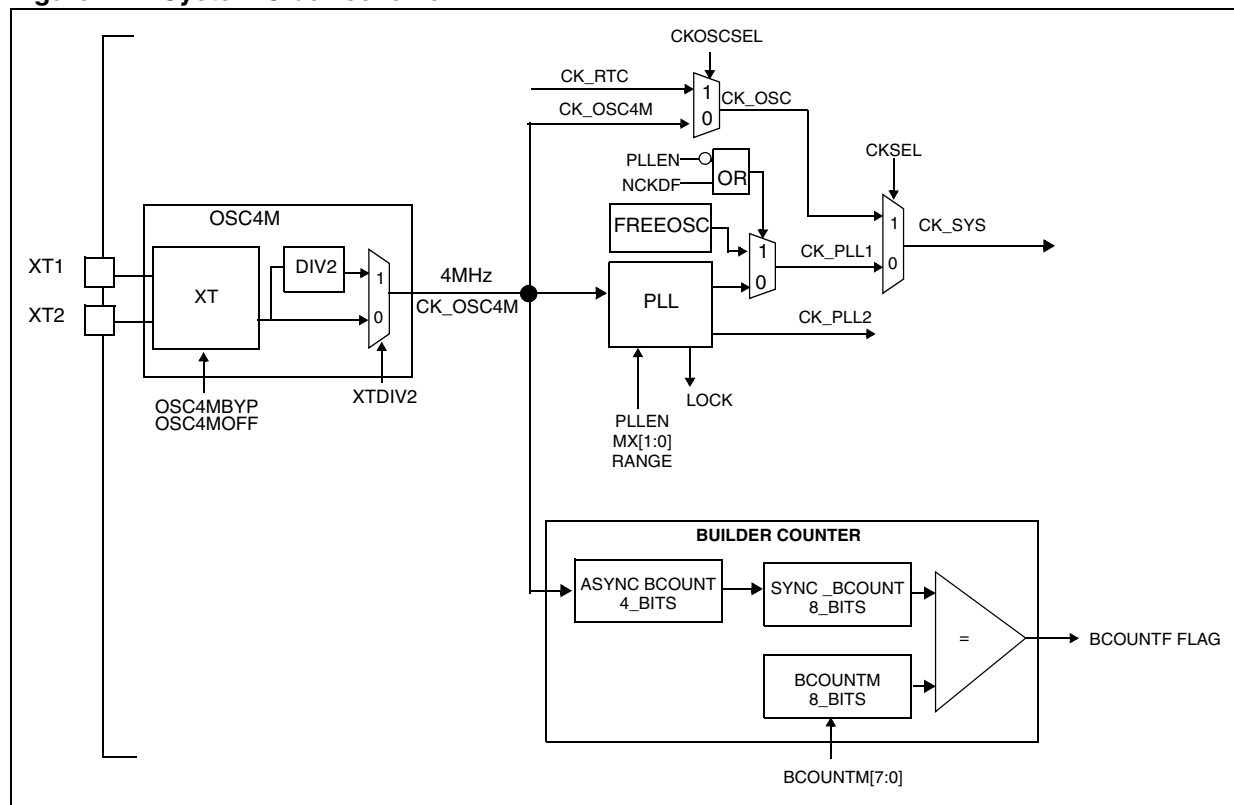 CKOSCSEL
CK_RTC
1
CK_OSC
CK_OSC4M
0
CKSEL
PLLEN
OR
NCKDF
OSC4M
FREEOSC
1
CK_SYS
XT1
DIV2
1
CK_PLL1
0
XT
4MHz
1
0
PLL
XT2
0
CK_OSC4M
CK_PLL2
XTDIV2
LOCK
OSC4MBYP
OSC4MOFF
PLLEN
MX[1:0]
RANGE
BUILDER COUNTER
ASYNC BCOUNT
4_BITS
SYNC _BCOUNT
8_BITS
=
BCOUNTF FLAG
BCOUNTM
8_BITS
BCOUNTM[7:0]